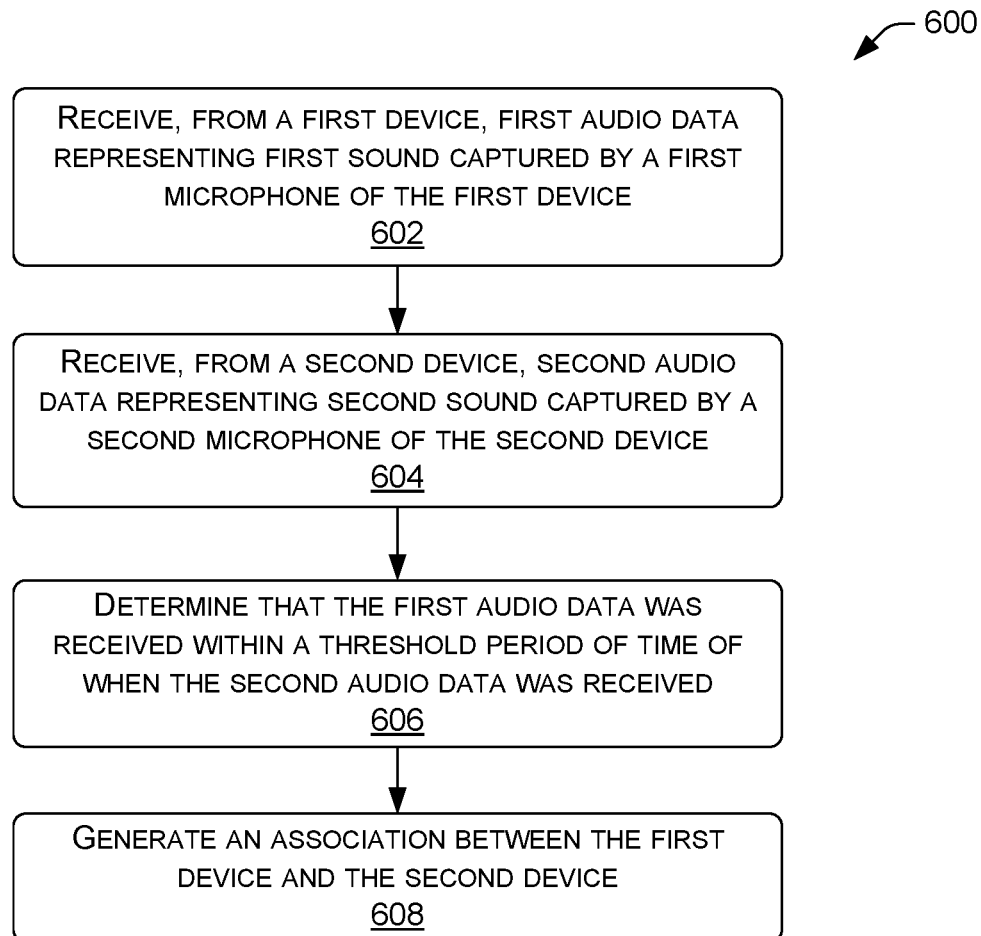 600
RECEIVE, FROM A FIRST DEVICE, FIRST AUDIO DATA
REPRESENTING FIRST SOUND CAPTURED BY A FIRST
MICROPHONE OF THE FIRST DEVICE
602
RECEIVE, FROM A SECOND DEVICE, SECOND AUDIO
DATA REPRESENTING SECOND SOUND CAPTURED BY A
SECOND MICROPHONE OF THE SECOND DEVICE
604
DETERMINE THAT THE FIRST AUDIO DATA WAS
RECEIVED WITHIN A THRESHOLD PERIOD OF TIME OF
WHEN THE SECOND AUDIO DATA WAS RECEIVED
606
GENERATE AN ASSOCIATION BETWEEN THE FIRST
DEVICE AND THE SECOND DEVICE
608